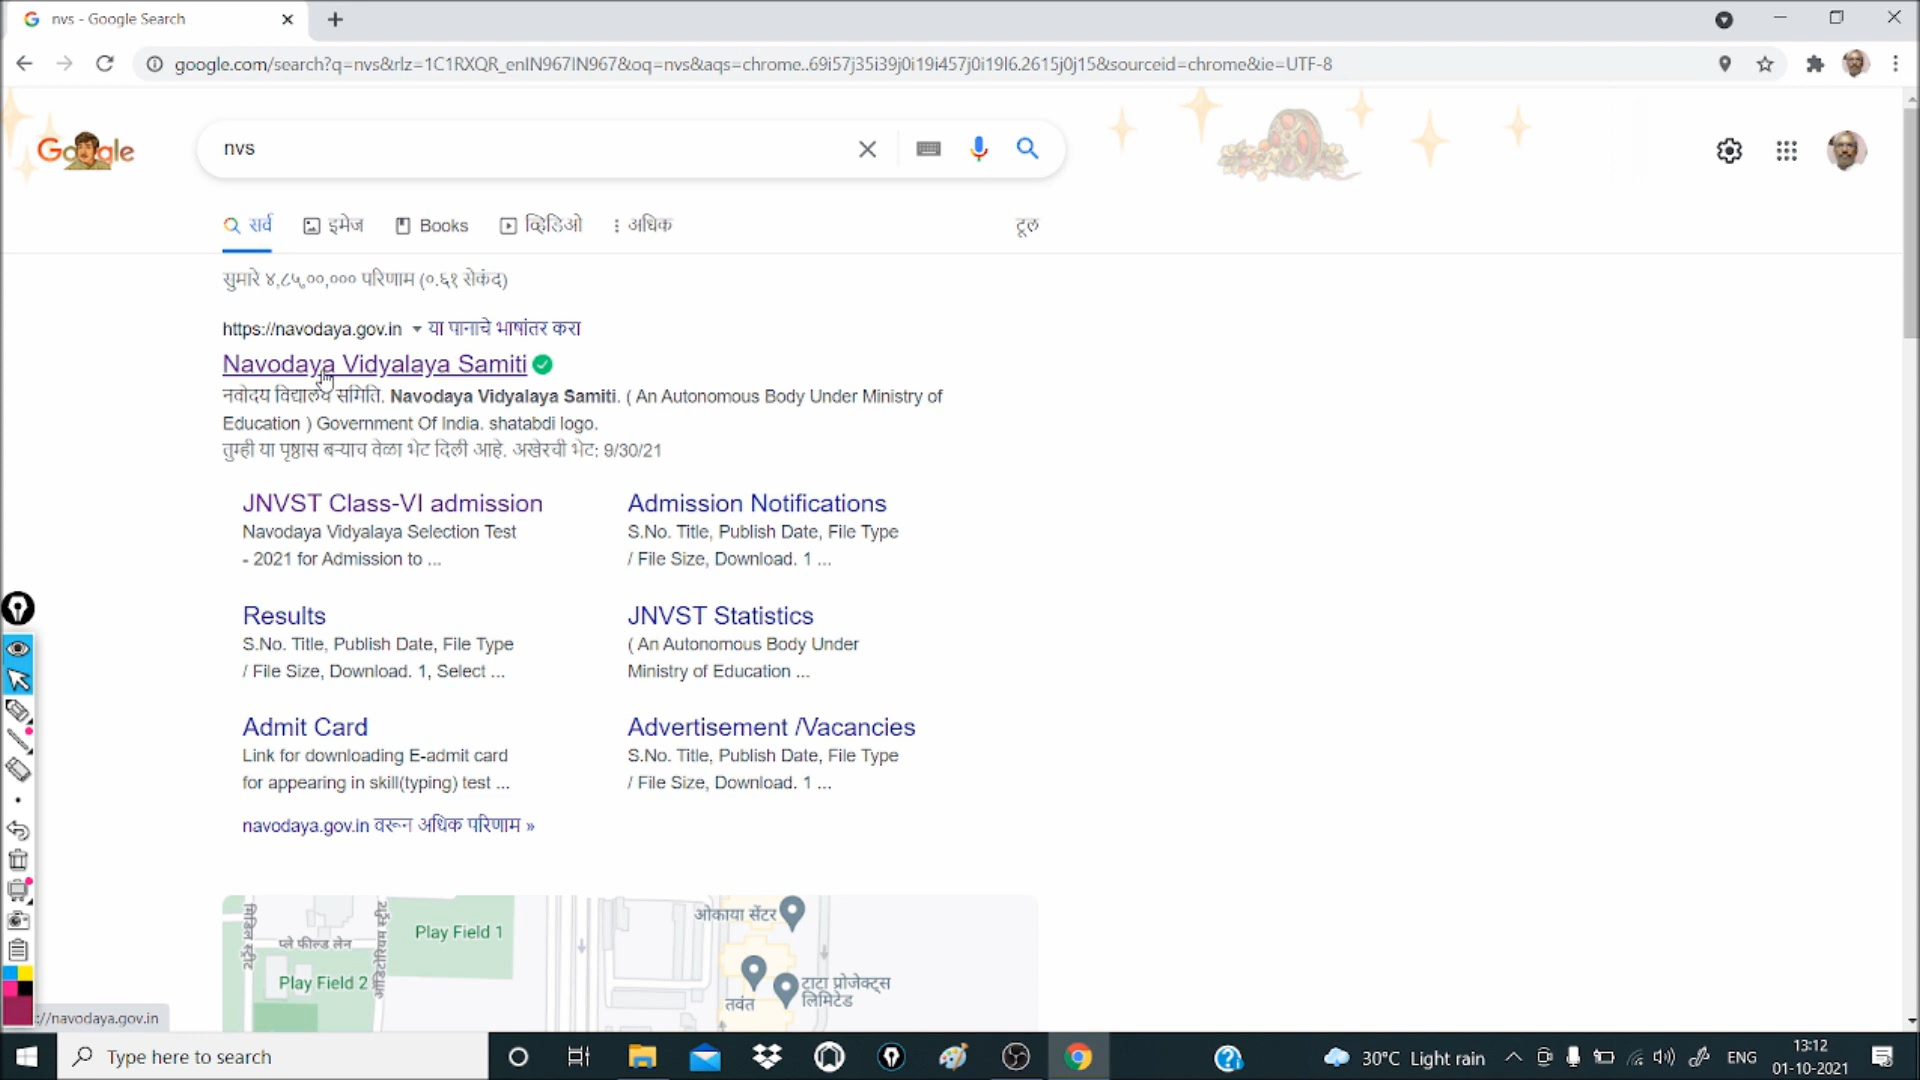 nvs - Google Search
google.com/search?q=nvs&rlz=1C1RXQR_enIN967IN967&oq=nvs&aqs=chrome..69i57j35i39j0i19i457j0i19l6.2615j0j15&sourceid=chrome&ie=UTF-8
Google
nvs
सर्व इमेज Books व्हिडिओ अधिक टूल
सुमारे ४,८५,००,००० परिणाम (०.६१ सेकंद)
https://navodaya.gov.in या पानाचे भाषांतर करा
Navodaya Vidyalaya Samiti
नवोदय विद्यालय समिति. Navodaya Vidyalaya Samiti. ( An Autonomous Body Under Ministry of
Education ) Government Of India. shatabdi logo.
तुम्ही या पृष्ठास बऱ्याच वेळा भेट दिली आहे. अखेरची भेट: 9/30/21
JNVST Class-VI admission
Navodaya Vidyalaya Selection Test
- 2021 for Admission to ...
Admission Notifications
S.No. Title, Publish Date, File Type
/ File Size, Download. 1 ...
Results
S.No. Title, Publish Date, File Type
/ File Size, Download. 1, Select ...
JNVST Statistics
( An Autonomous Body Under
Ministry of Education ...
Admit Card
Link for downloading E-admit card
for appearing in skill(typing) test ...
Advertisement /Vacancies
S.No. Title, Publish Date, File Type
/ File Size, Download. 1 ...
navodaya.gov.in वरून अधिक परिणाम »
मिडिल स्ट्रीट
प्ले फील्ड लेन
ऑडिटोरियम स्ट्रीट
Play Field 1
Play Field 2
ओकाया सेंटर
तवंत
टाटा प्रोजेक्ट्स
लिमिटेड
://navodaya.gov.in
Type here to search
30°C Light rain
ENG
13:12
01-10-2021